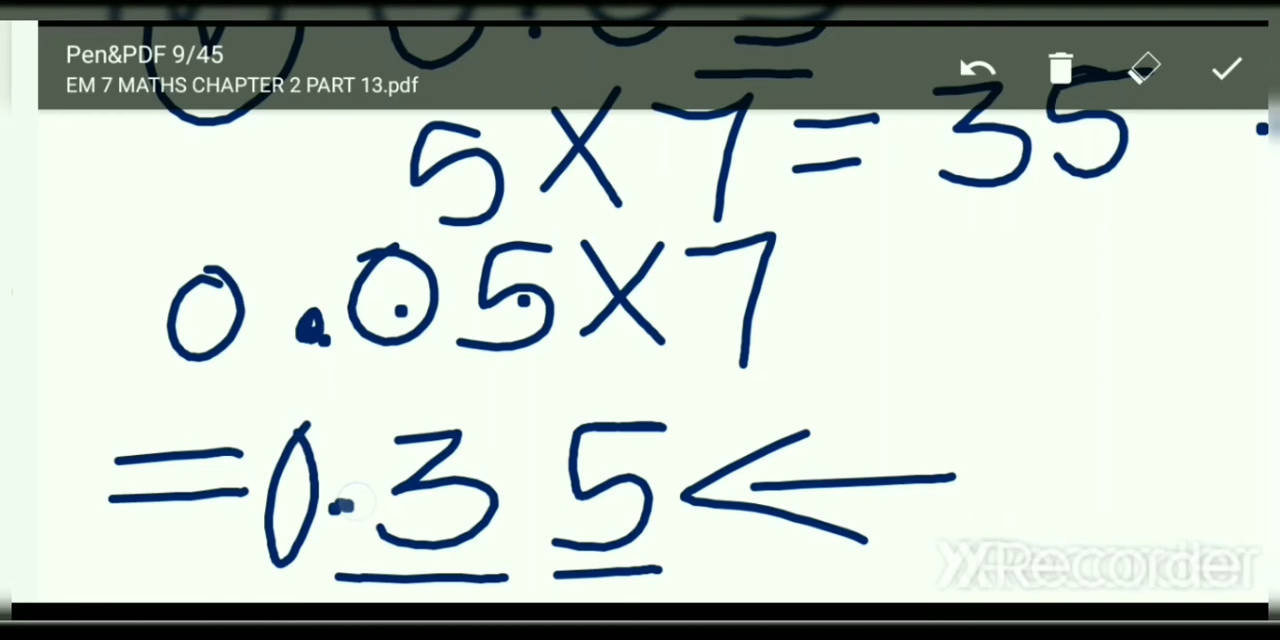 Pen&PDF 9/45
EM 7 MATHS CHAPTER 2 PART 13.pdf
5 × 7 = 35
0.05 × 7
= 0.35 ←
XRecorder